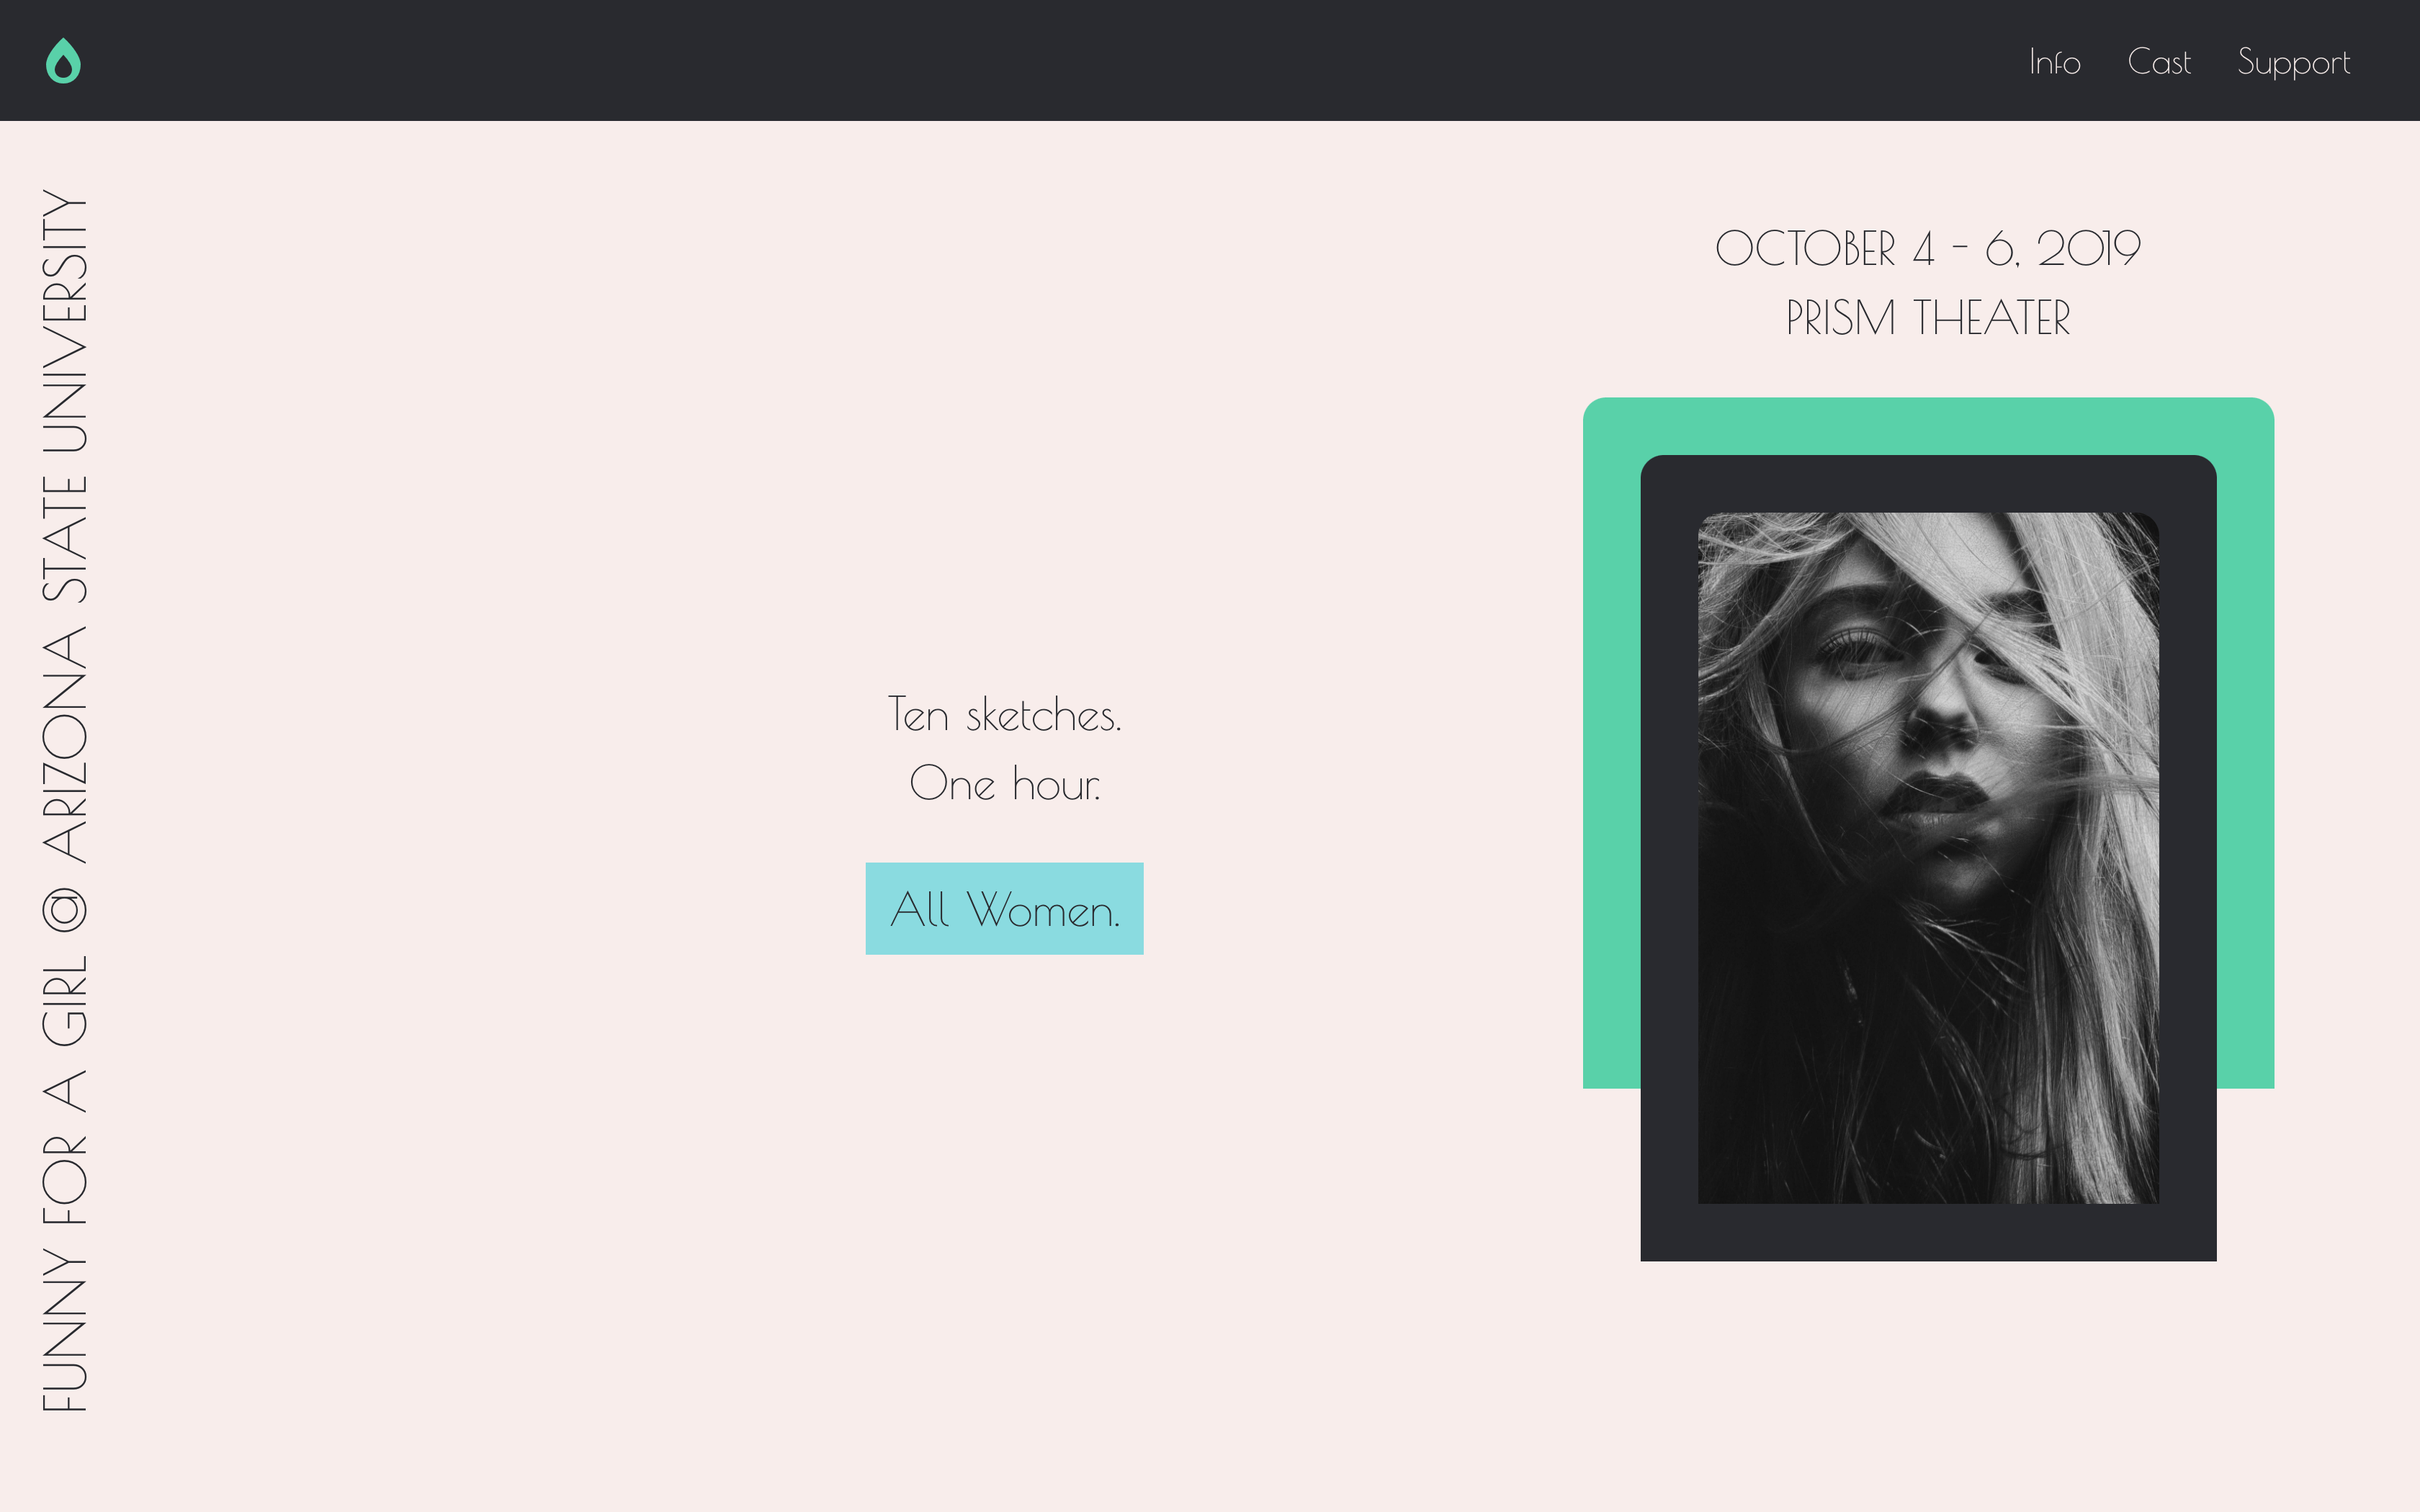 Info
Cast
Support
FUNNY FOR A GIRL @ ARIZONA STATE UNIVERSITY
Ten sketches.
One hour.
All Women.
OCTOBER 4 - 6, 2019
PRISM THEATER